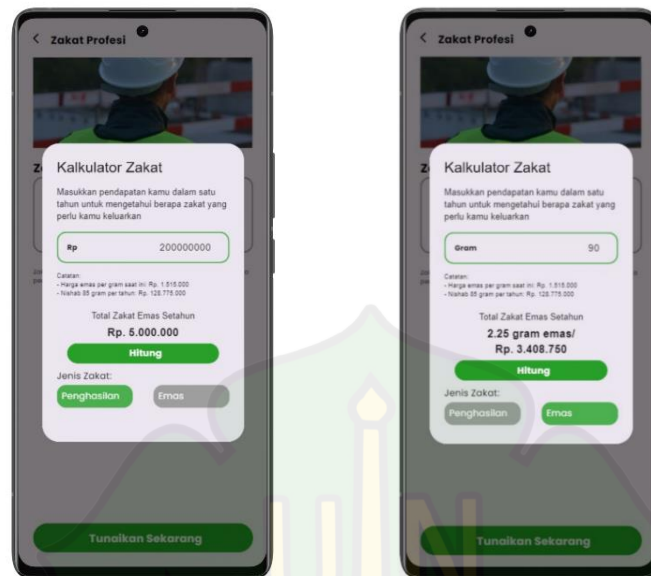 Zakat Profesi
Kalkulator Zakat
Masukkan pendapatan kamu dalam satu
tahun untuk mengetahui berapa zakat yang
perlu kamu keluarkan
Rp 200000000
Catatan:
- Harga emas per gram saat ini: Rp. 1.515.000
- Nishab 85 gram per tahun: Rp. 128.775.000
Total Zakat Emas Setahun
Rp. 5.000.000
Hitung
Jenis Zakat:
Penghasilan Emas
Tunaikan Sekarang
Zakat Profesi
Kalkulator Zakat
Masukkan pendapatan kamu dalam satu
tahun untuk mengetahui berapa zakat yang
perlu kamu keluarkan
Gram 90
Catatan:
- Harga emas per gram saat ini: Rp. 1.515.000
- Nishab 85 gram per tahun: Rp. 128.775.000
Total Zakat Emas Setahun
2.25 gram emas/
Rp. 3.408.750
Hitung
Jenis Zakat:
Penghasilan Emas
Tunaikan Sekarang
UIN